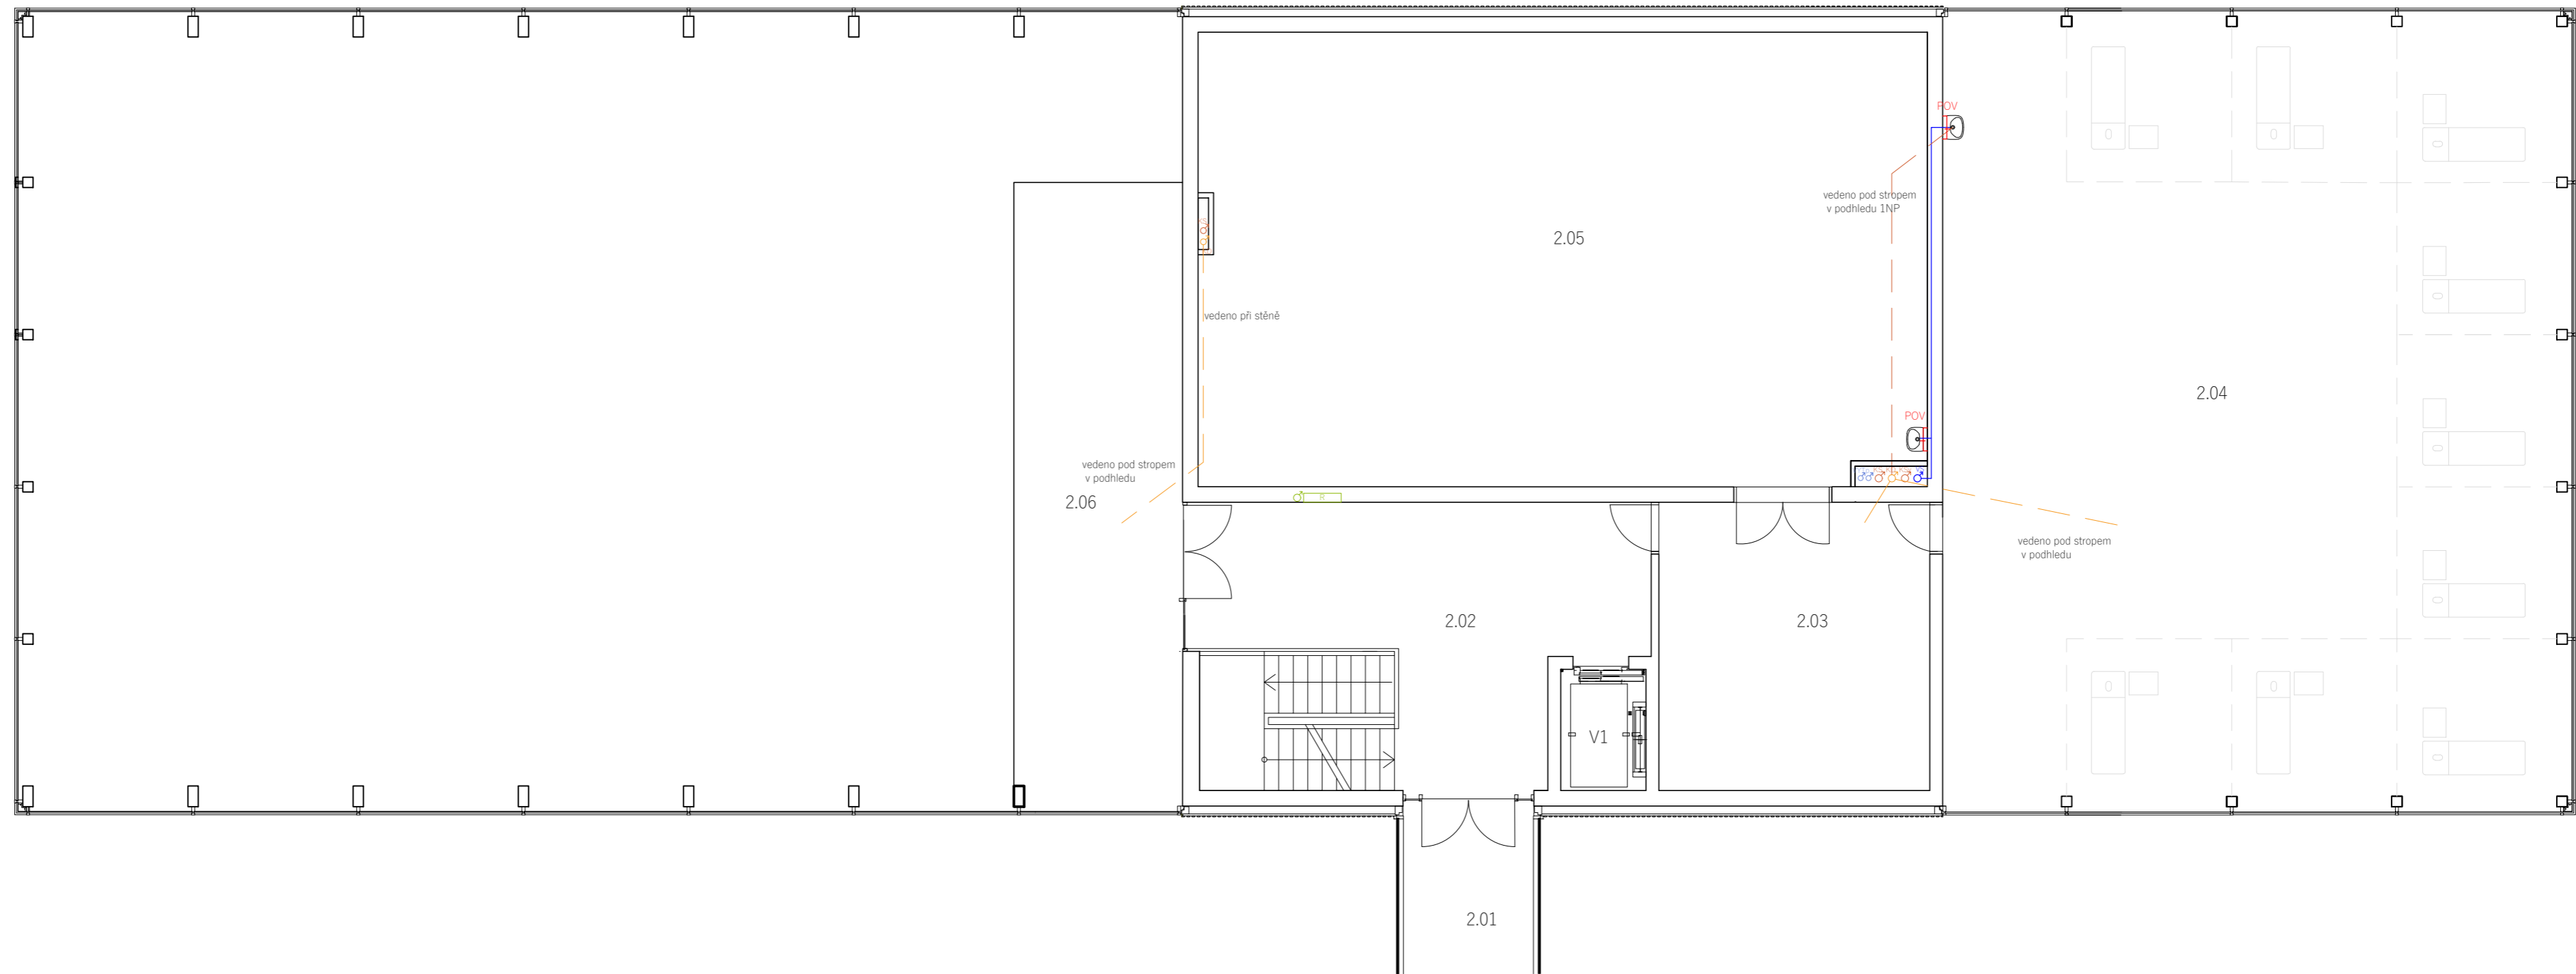 POV
vedeno pod stropem
v podhledu 1NP
2.05
vedeno při stěně
2.04
POV
vedeno pod stropem
v podhledu
2.06
vedeno pod stropem
v podhledu
2.02
2.03
V1
2.01